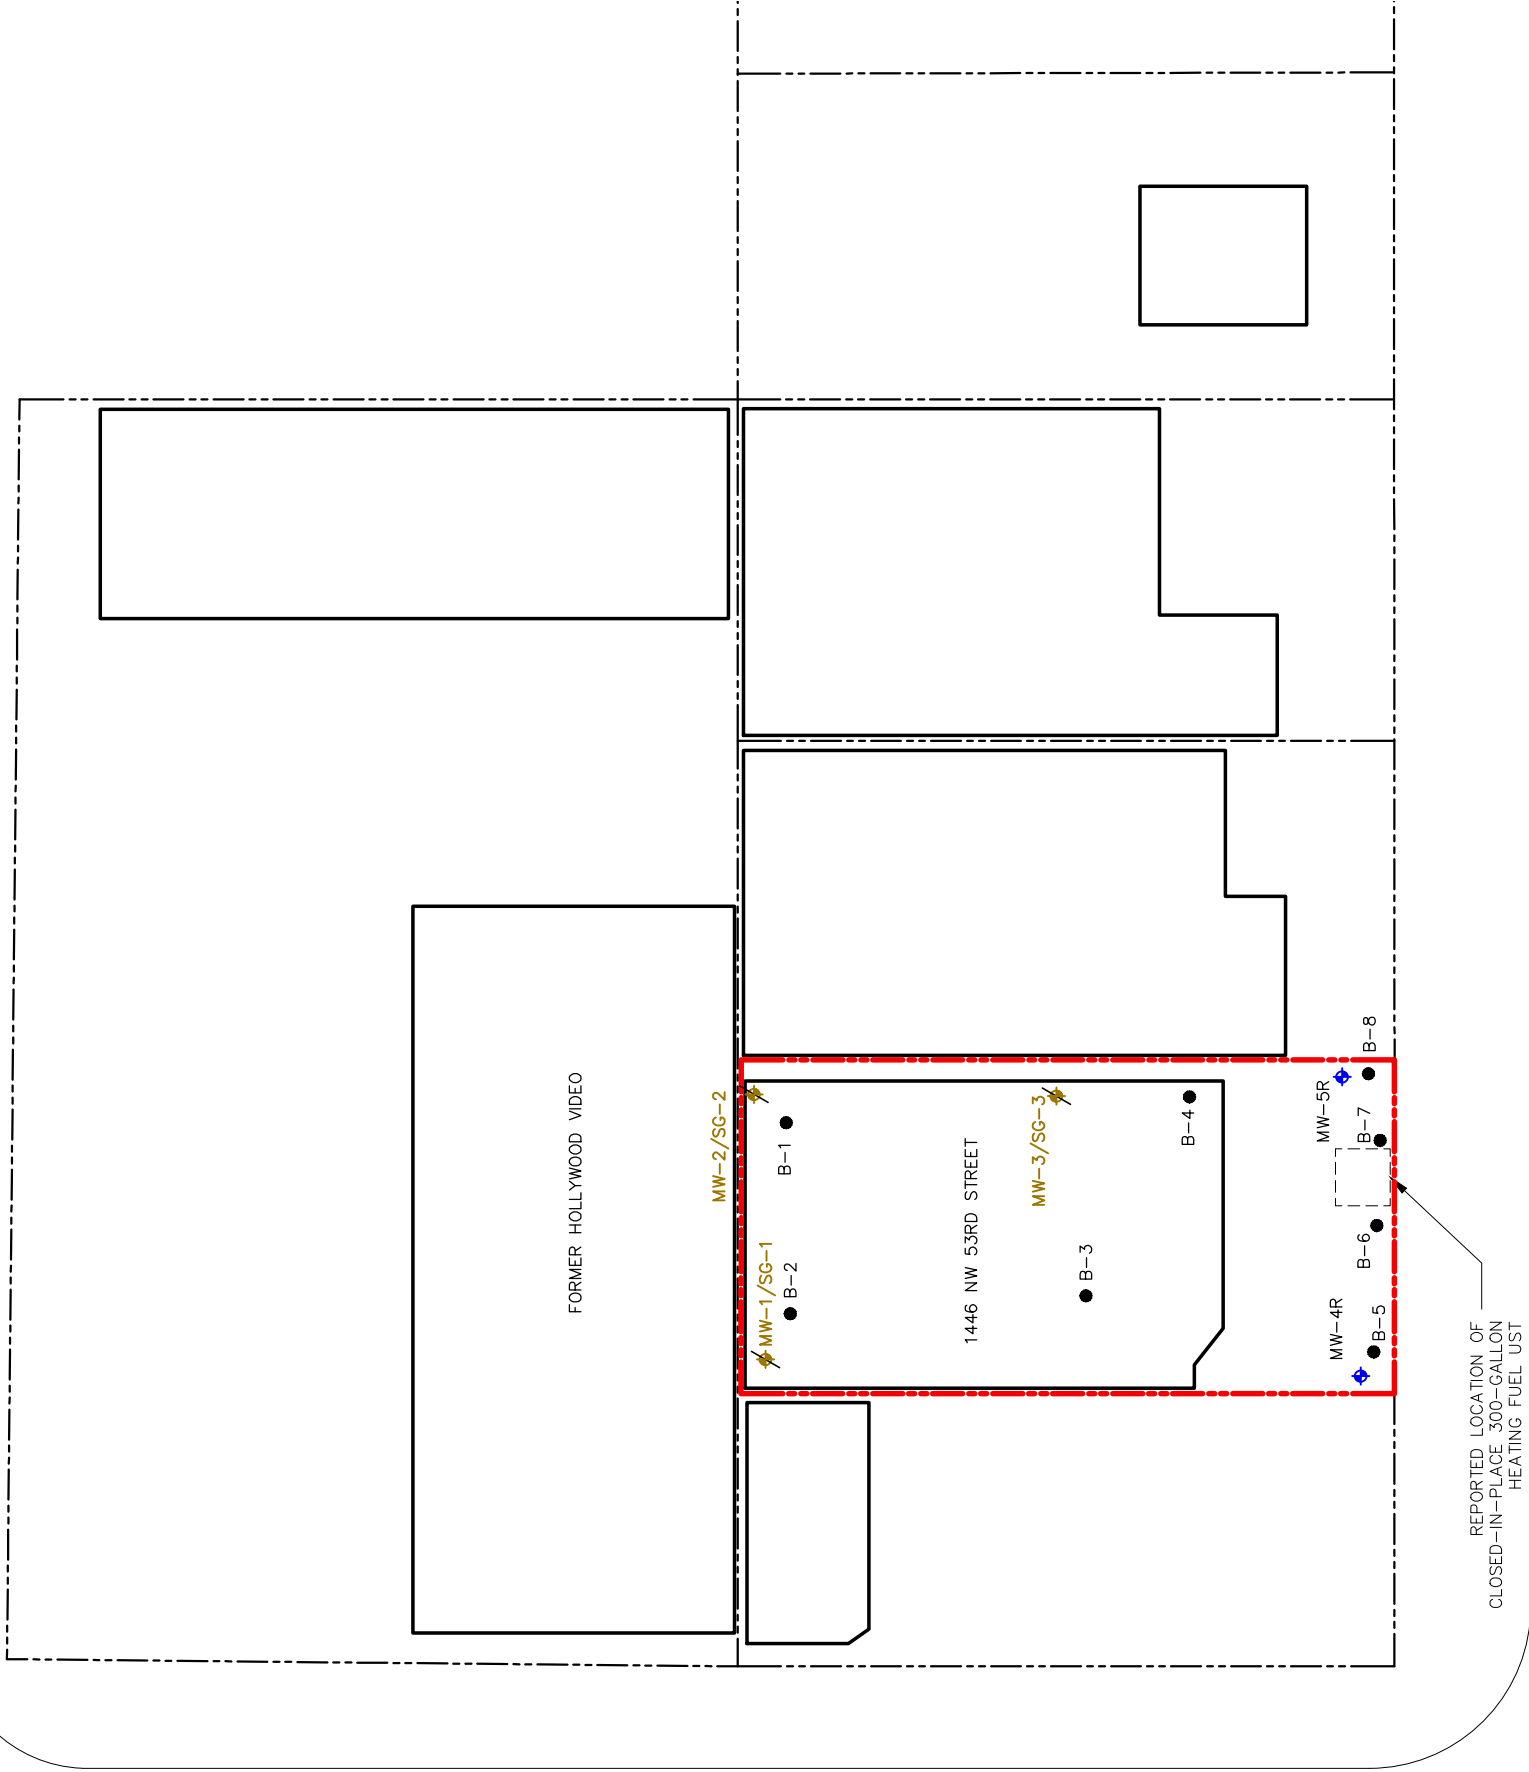 FORMER HOLLYWOOD VIDEO
MW-2/SG-2
MW-1/SG-1
B-1
B-2
1446 NW 53RD STREET
MW-3/SG-3
B-3
B-4
MW-5R
B-8
B-7
B-6
MW-4R
B-5
REPORTED LOCATION OF
CLOSED-IN-PLACE 300-GALLON
HEATING FUEL UST